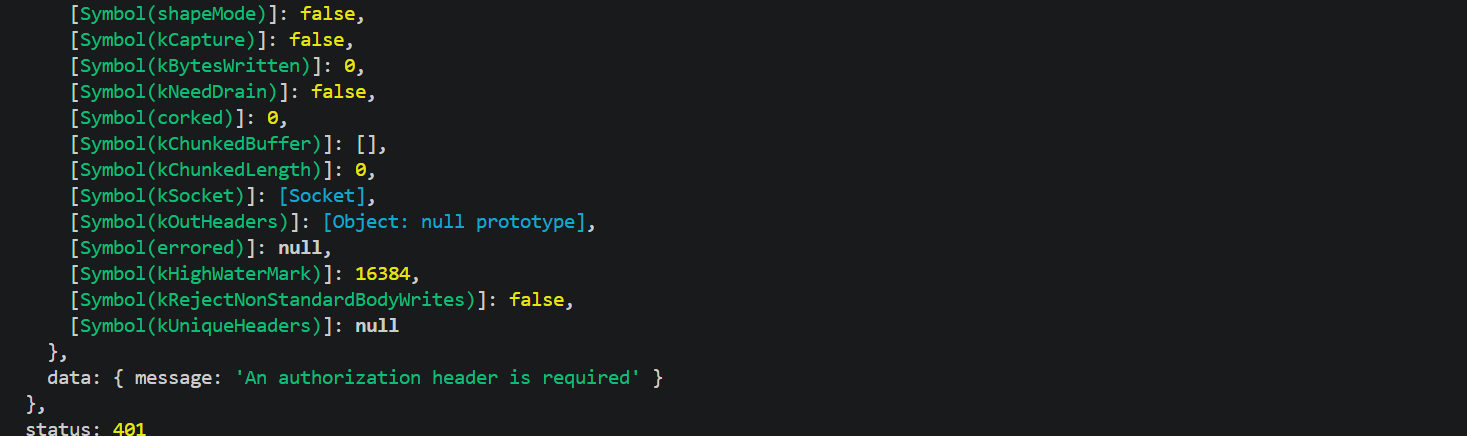 [Symbol(shapeMode)]: false,
[Symbol(kCapture)]: false,
[Symbol(kBytesWritten)]: 0,
[Symbol(kNeedDrain)]: false,
[Symbol(corked)]: 0,
[Symbol(kChunkedBuffer)]: [],
[Symbol(kChunkedLength)]: 0,
[Symbol(kSocket)]: [Socket],
[Symbol(kOutHeaders)]: [Object: null prototype],
[Symbol(errored)]: null,
[Symbol(kHighWaterMark)]: 16384,
[Symbol(kRejectNonStandardBodyWrites)]: false,
[Symbol(kUniqueHeaders)]: null
},
data: { message: 'An authorization header is required' }
},
status: 401